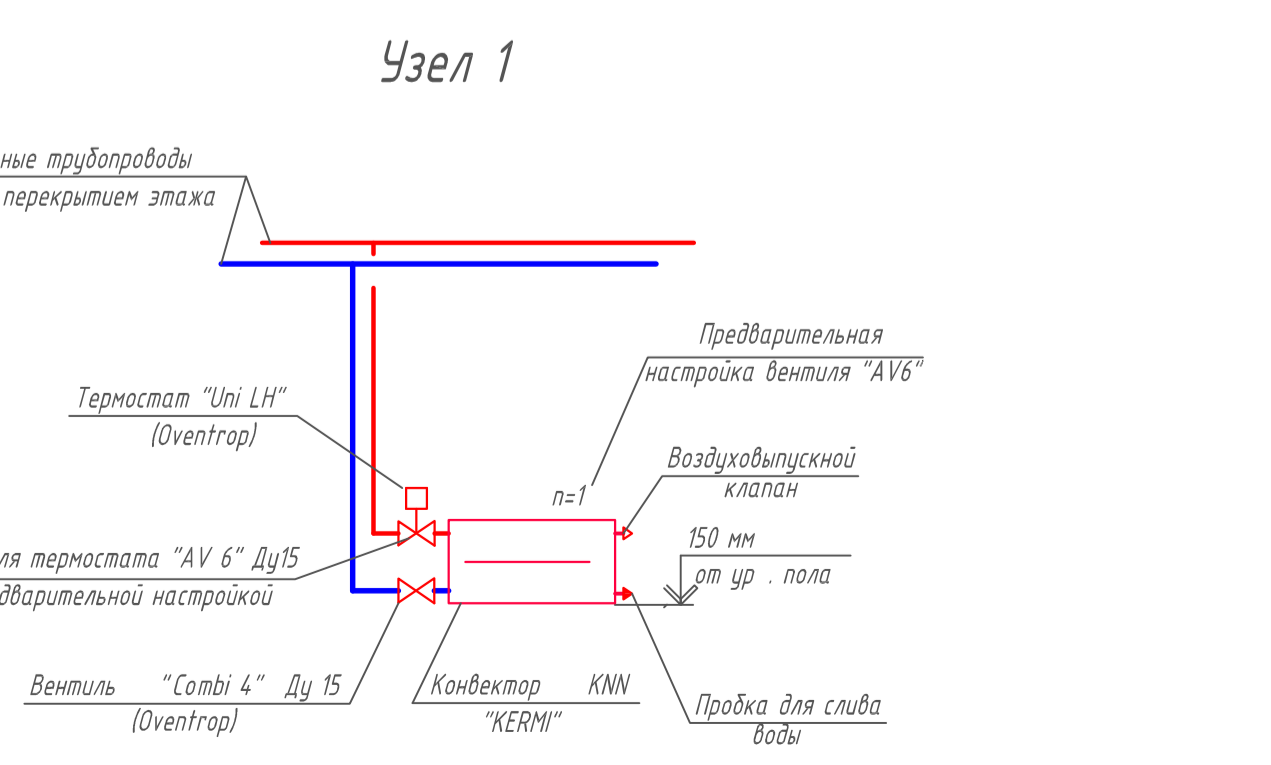 Узел 1
ные трубопроводы
перекрытием этажа
Предварительная
настройка вентиля "AV6"
Термостат "Uni LH"
(Oventrop)
Воздуховыпускной
клапан
n=1
150 мм
от ур . пола
ля термостата "AV 6" Ду15
дварительной настройкой
Вентиль "Combi 4" Ду 15
(Oventrop)
Конвектор KNN
"KERMI"
Пробка для слива
воды